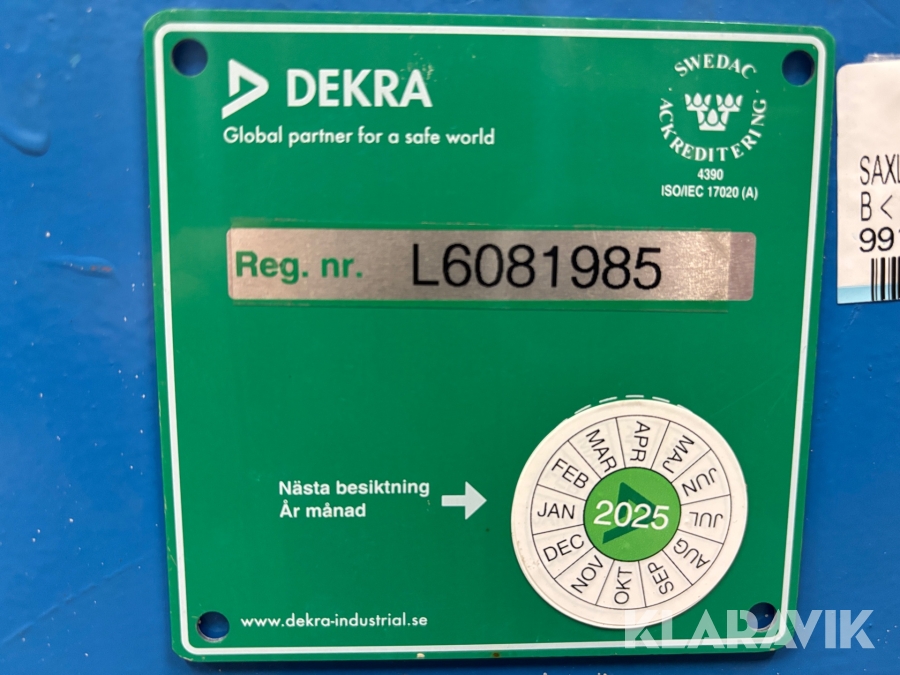 DEKRA
Global partner for a safe world
SWEDAC
ACKREDITERING
4390
ISO/IEC 17020 (A)
Reg. nr. L6081985
SAXL
B <
991
Nästa besiktning
År månad
JAN
FEB
MAR
APR
MAJ
JUN
JUL
AUG
SEP
OKT
NOV
DEC
2025
www.dekra-industrial.se
KLARAVIK